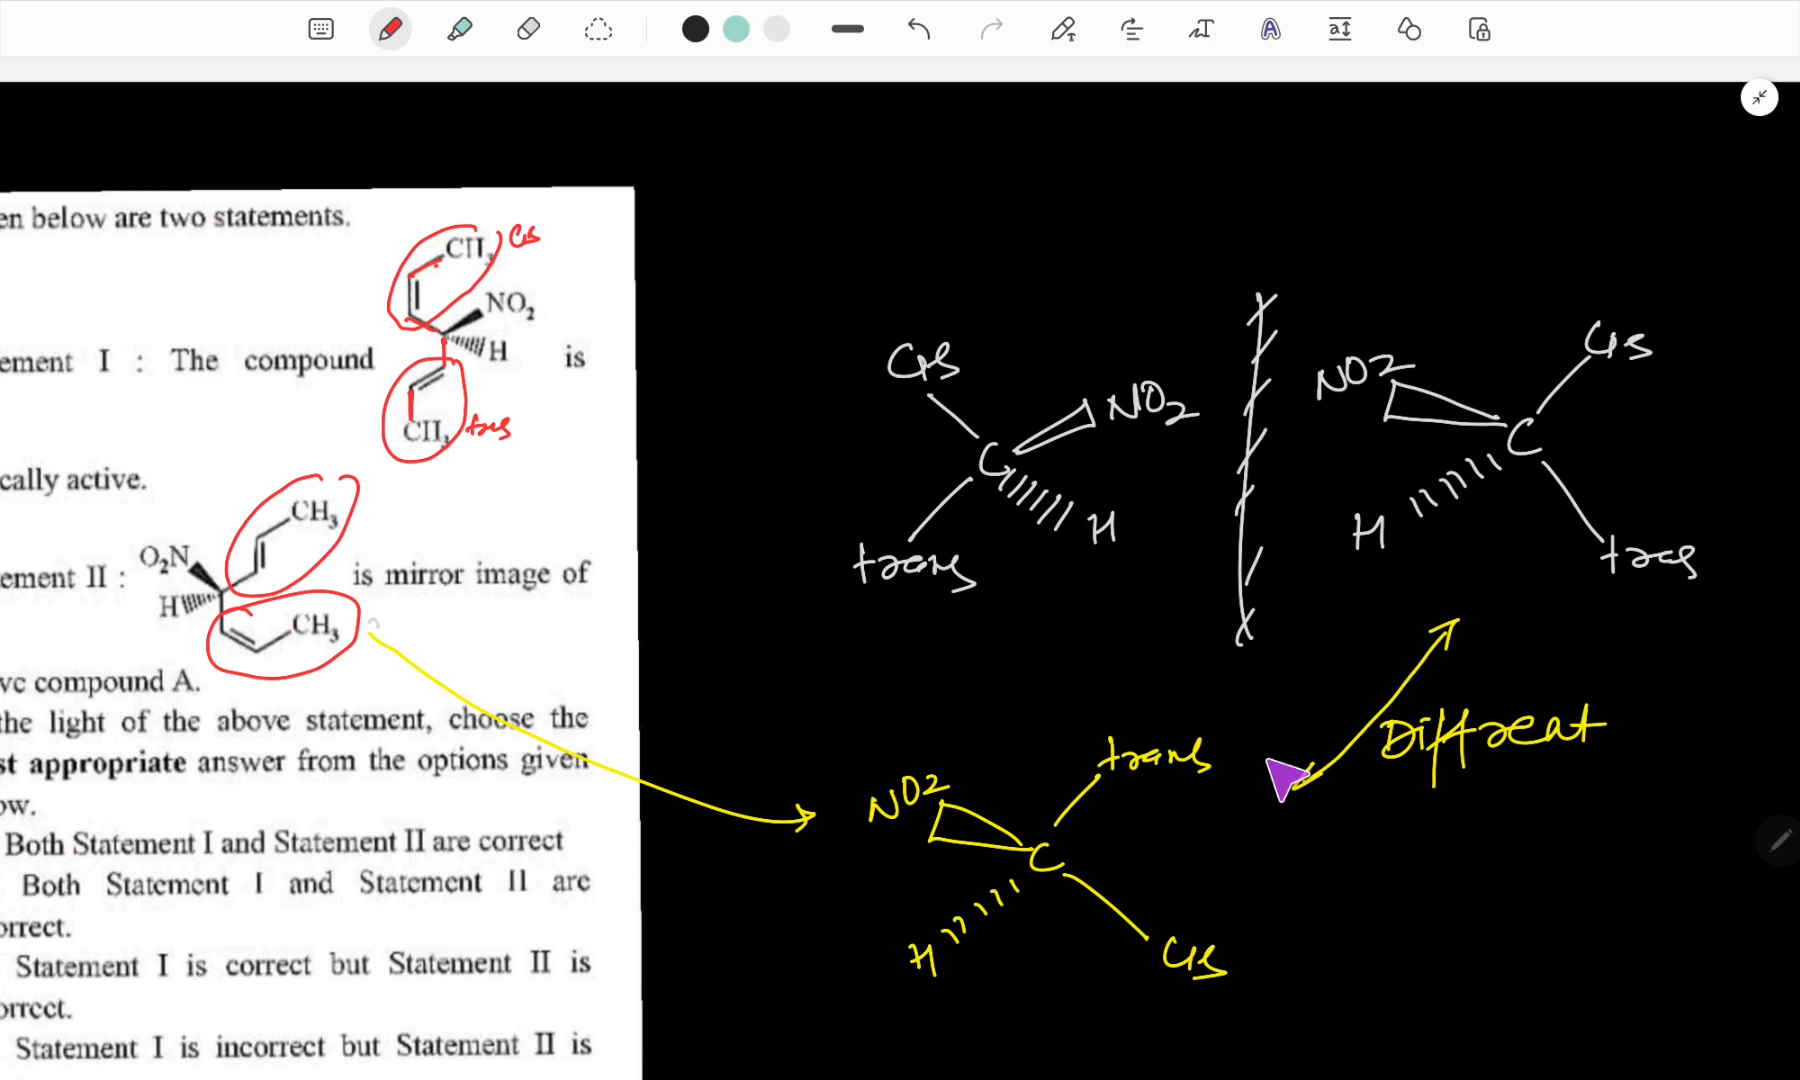 en below are two statements.
CH3 cis
NO2
H
ement I : The compound is
CH3 trans
cally active.
CH3
O2N
ement II : is mirror image of
H
CH3
ve compound A.
the light of the above statement, choose the
st appropriate answer from the options given
ow.
Both Statement I and Statement II are correct
Both Statement I and Statement II are
orrect.
Statement I is correct but Statement II is
orrect.
Statement I is incorrect but Statement II is
Cis
NO2
C
H
trans
Cis
NO2
C
H
trans
Different
trans
NO2
C
H
Cis